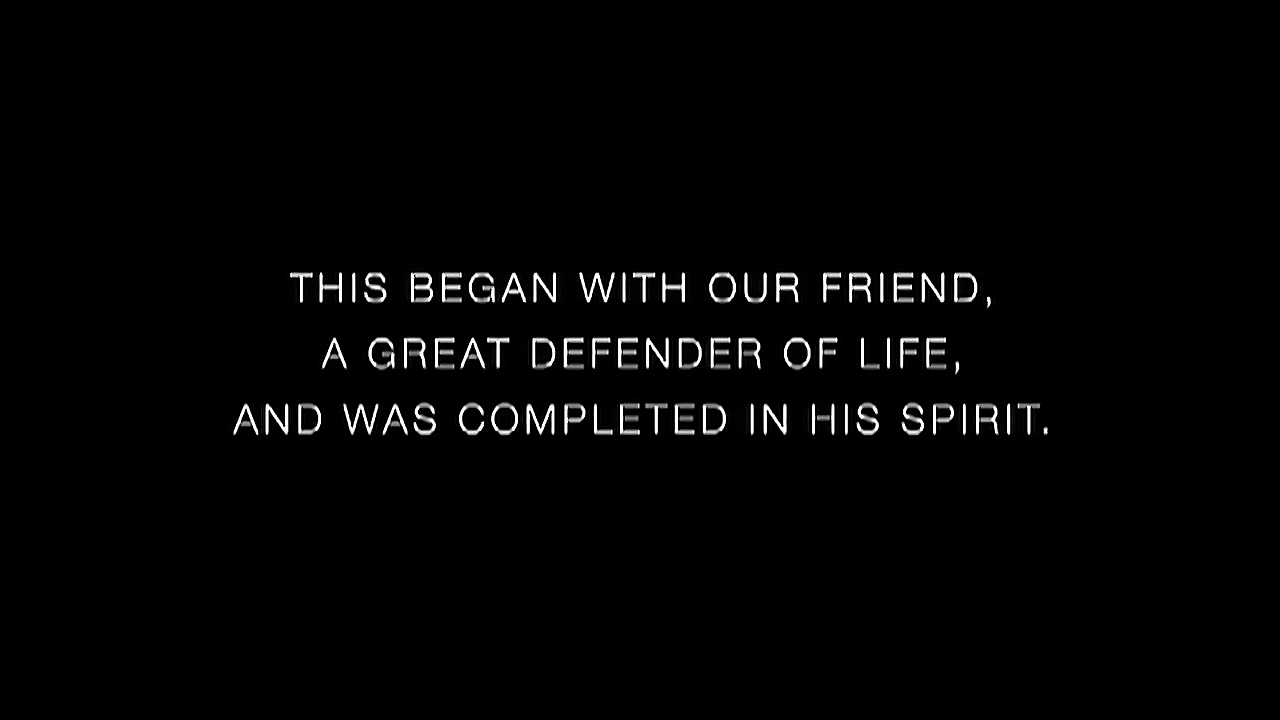 THIS BEGAN WITH OUR FRIEND,
A GREAT DEFENDER OF LIFE,
AND WAS COMPLETED IN HIS SPIRIT.